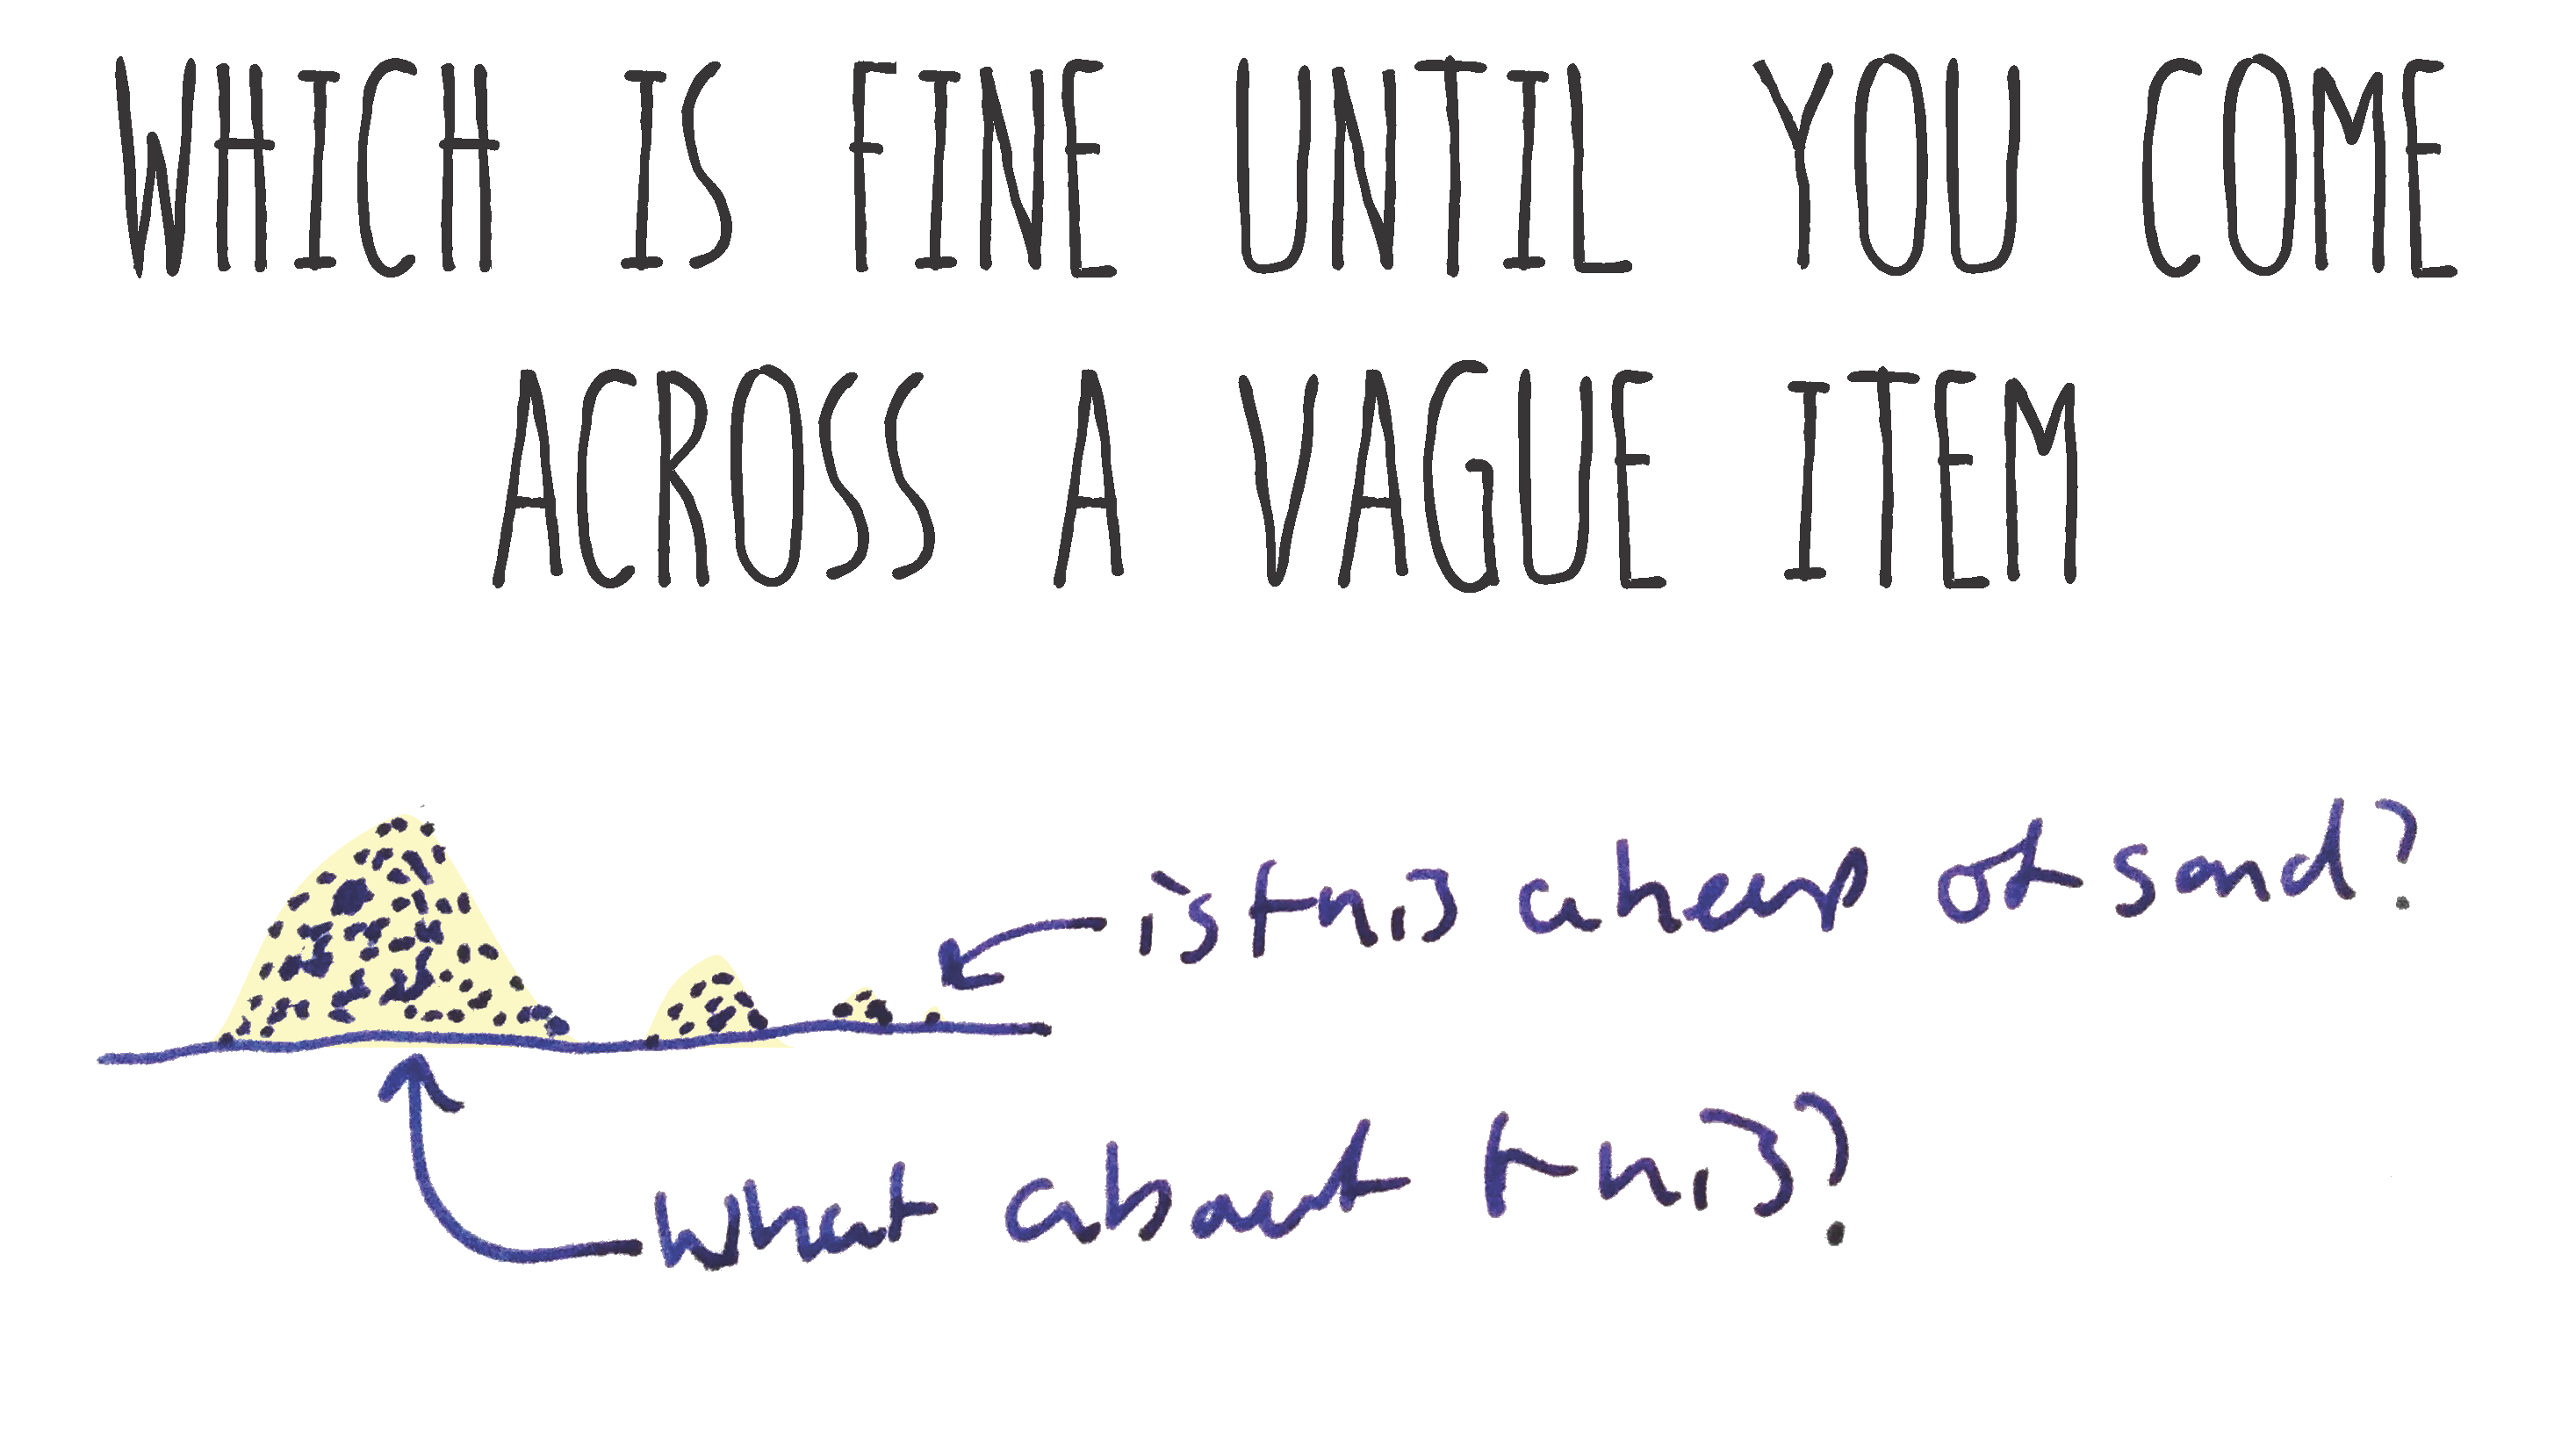 WHICH IS FINE UNTIL YOU COME
ACROSS A VAGUE ITEM
is this a heap of sand?
what about this?